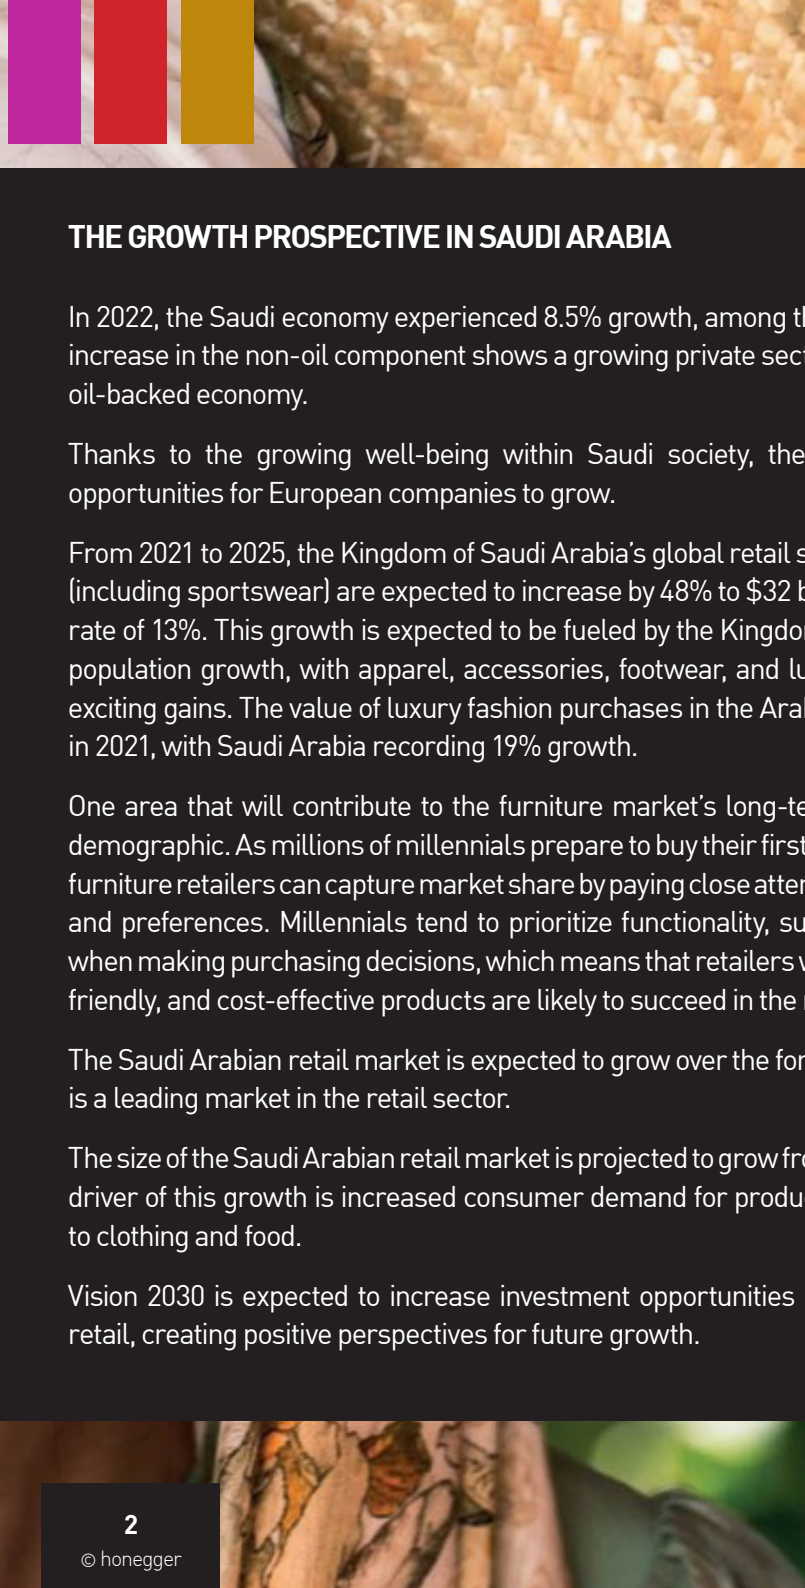 THE GROWTH PROSPECTIVE IN SAUDI ARABIA
In 2022, the Saudi economy experienced 8.5% growth, among
increase in the non-oil component shows a growing private
oil-backed economy.
Thanks to the growing well-being within Saudi society, the
opportunities for European companies to grow.
From 2021 to 2025, the Kingdom of Saudi Arabia’s global retail
(including sportswear) are expected to increase by 48% to $32
rate of 13%. This growth is expected to be fueled by the
population growth, with apparel, accessories, footwear, and
exciting gains. The value of luxury fashion purchases in the
in 2021, with Saudi Arabia recording 19% growth.
One area that will contribute to the furniture market’s
demographic. As millions of millennials prepare to buy their first
furniture retailers can capture market share by paying close
and preferences. Millennials tend to prioritize functionality,
when making purchasing decisions, which means that retailers
friendly, and cost-effective products are likely to succeed in the
The Saudi Arabian retail market is expected to grow over the
is a leading market in the retail sector.
The size of the Saudi Arabian retail market is projected to grow
driver of this growth is increased consumer demand for
to clothing and food.
Vision 2030 is expected to increase investment opportunities
retail, creating positive perspectives for future growth.
2
© honegger